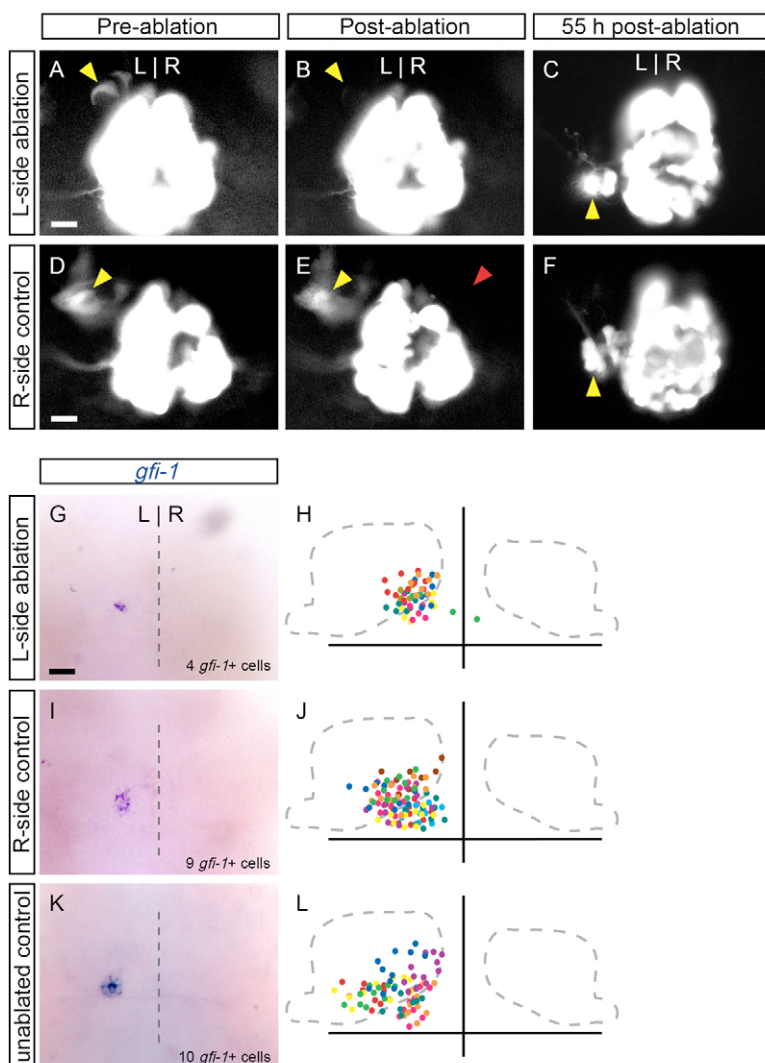 Pre-ablation
Post-ablation
55 h post-ablation
L-side ablation
A
L | R
B
L | R
C
L | R
R-side control
D
E
F
gfi-1
L-side ablation
G
L | R
4 gfi-1+ cells
H
R-side control
I
9 gfi-1+ cells
J
unablated control
K
10 gfi-1+ cells
L